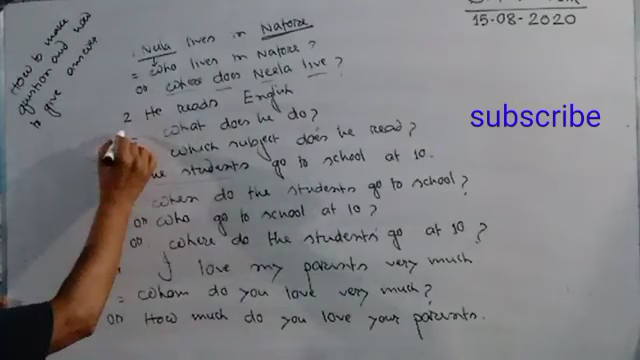 15-08-2020
How to make
question and how
to give answer
Neela lives in Natore
= Who lives in Natore?
or Where does Neela live?
2 He reads English
What does he do?
Which subject does he read?
the students go to school at 10.
When do the students go to school?
or Who go to school at 10?
or Where do the students go at 10?
I love my parents very much
= Whom do you love very much?
or How much do you love your parents.
subscribe